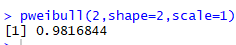 > pweibull(2,shape=2,scale=1)
[1] 0.9816844
>